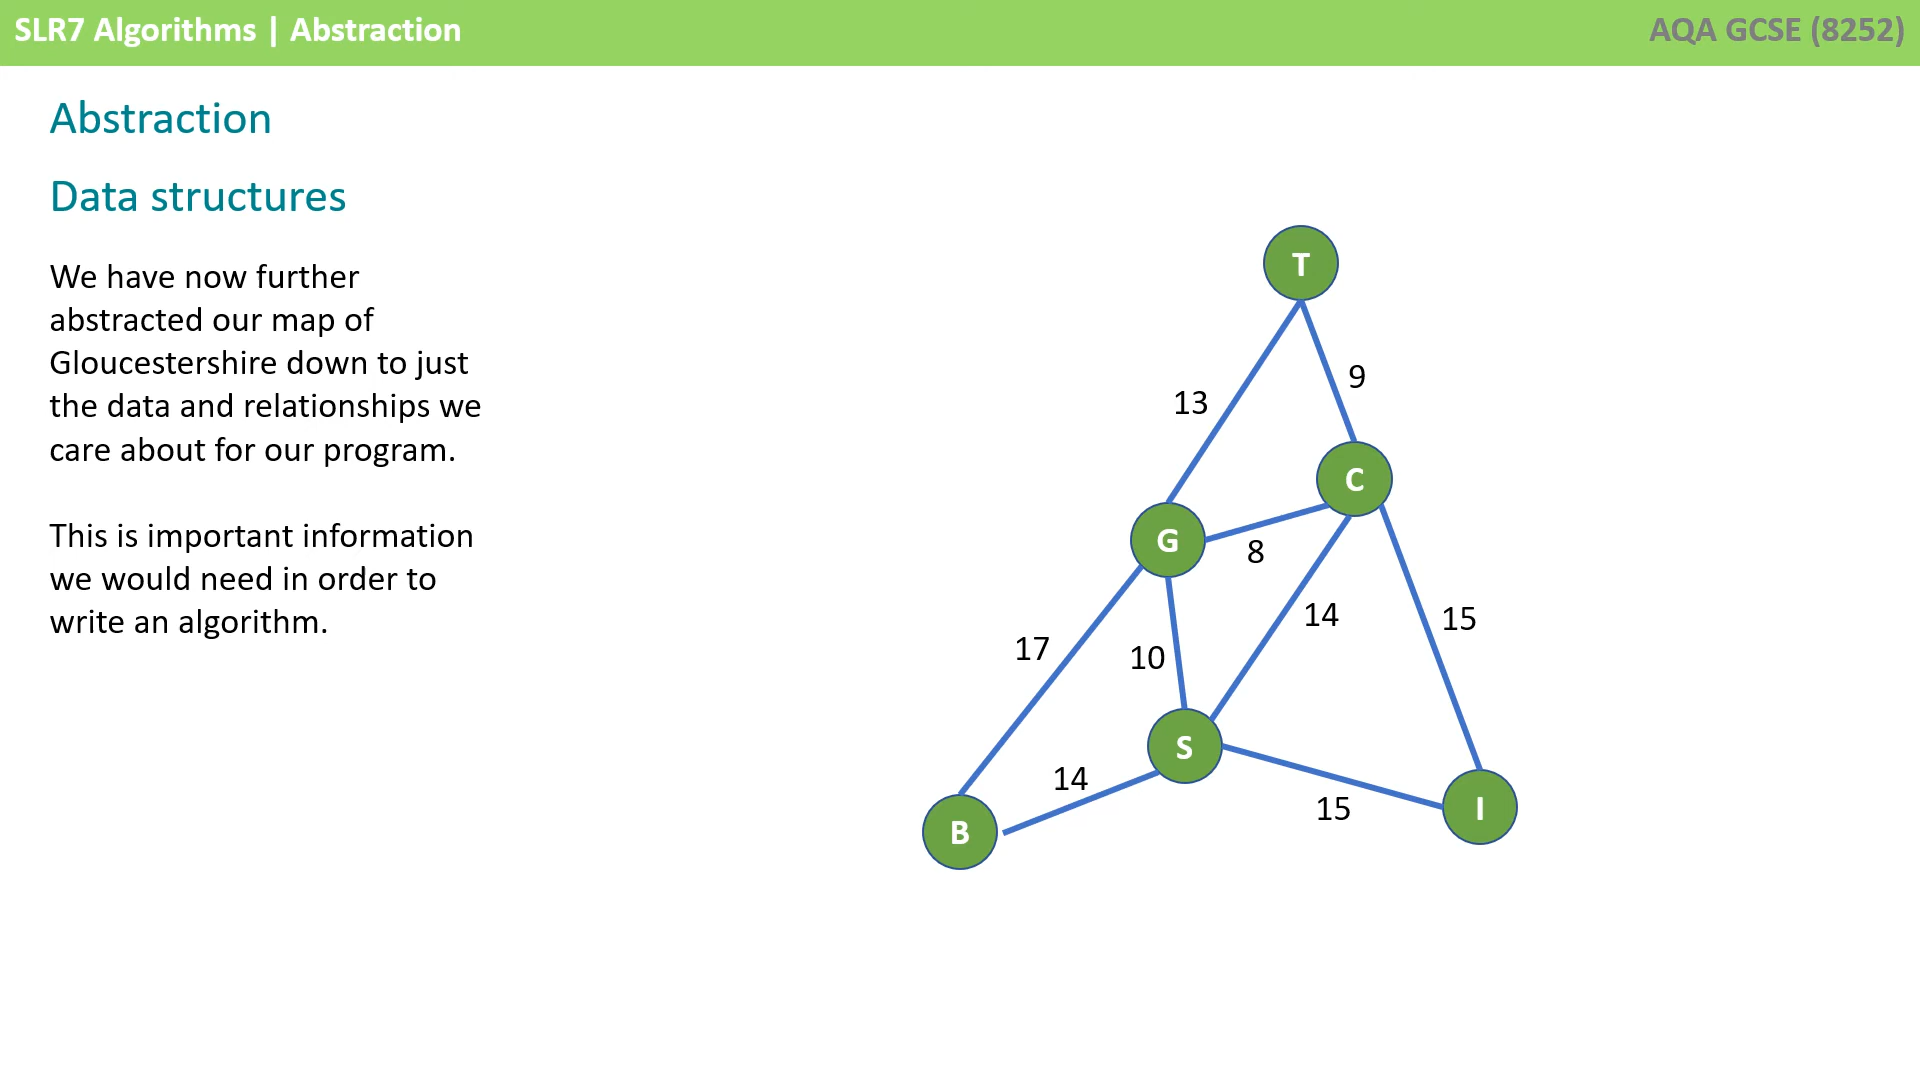 SLR7 Algorithms | Abstraction
AQA GCSE (8252)
Abstraction
Data structures
We have now further
abstracted our map of
Gloucestershire down to just
the data and relationships we
care about for our program.
This is important information
we would need in order to
write an algorithm.
T
9
13
C
G
8
14
15
17
10
S
14
15
I
B